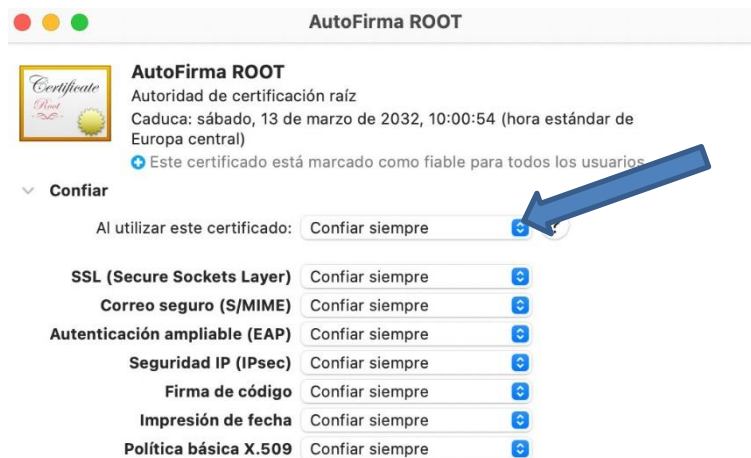 AutoFirma ROOT
Certificate
Root
AutoFirma ROOT
Autoridad de certificación raíz
Caduca: sábado, 13 de marzo de 2032, 10:00:54 (hora estándar de
Europa central)
Este certificado está marcado como fiable para todos los usuarios
Confiar
Al utilizar este certificado: Confiar siempre
SSL (Secure Sockets Layer) Confiar siempre
Correo seguro (S/MIME) Confiar siempre
Autenticación ampliable (EAP) Confiar siempre
Seguridad IP (IPsec) Confiar siempre
Firma de código Confiar siempre
Impresión de fecha Confiar siempre
Política básica X.509 Confiar siempre